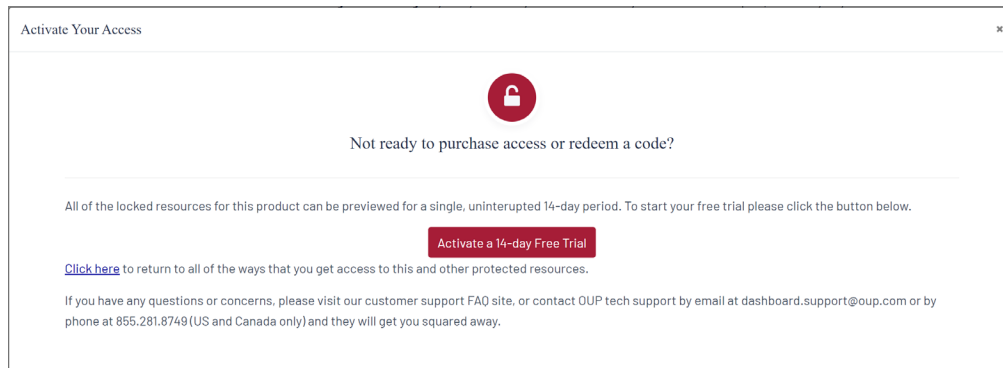 Activate Your Access
×
Not ready to purchase access or redeem a code?
All of the locked resources for this product can be previewed for a single, uninterupted 14-day period. To start your free trial please click the button below.
Activate a 14-day Free Trial
Click here to return to all of the ways that you get access to this and other protected resources.
If you have any questions or concerns, please visit our customer support FAQ site, or contact OUP tech support by email at dashboard.support@oup.com or by
phone at 855.281.8749 (US and Canada only) and they will get you squared away.